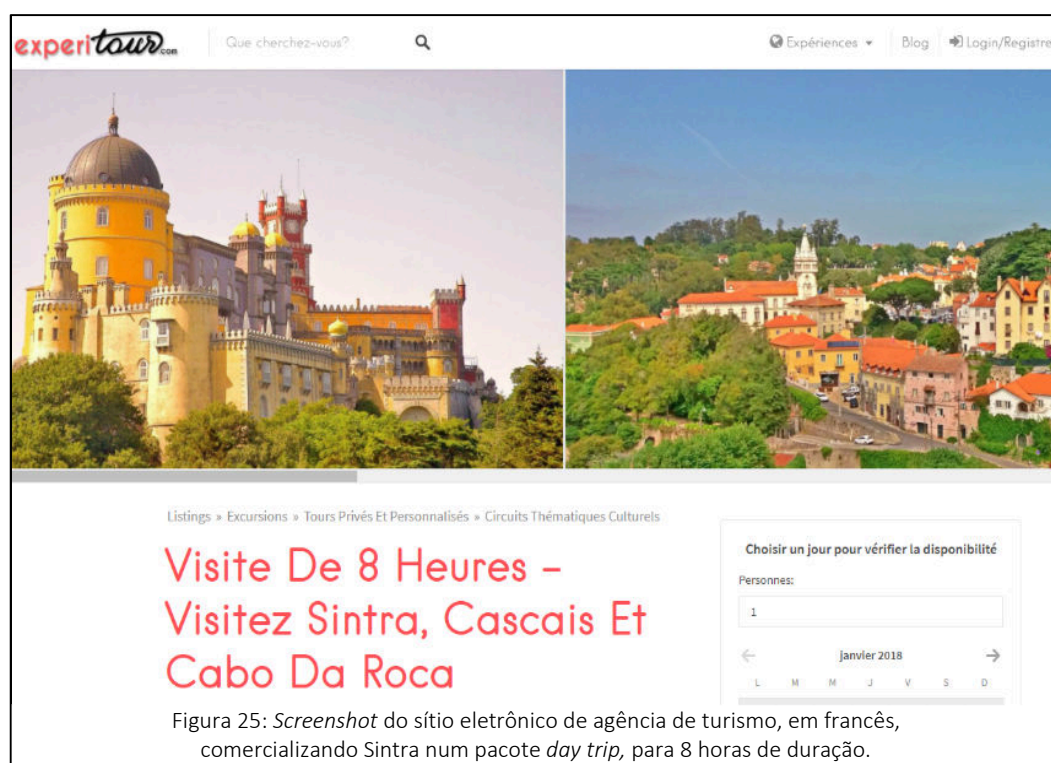 experitour.com
Que cherchez-vous?
Expériences
Blog
Login/Registre
Listings » Excursions » Tours Privés Et Personnalisés » Circuits Thématiques Culturels
Visite De 8 Heures –
Visitez Sintra, Cascais Et
Cabo Da Roca
Choisir un jour pour vérifier la disponibilité
Personnes:
1
janvier 2018
L M M J V S D
Figura 25: Screenshot do sítio eletrônico de agência de turismo, em francês,
comercializando Sintra num pacote day trip, para 8 horas de duração.